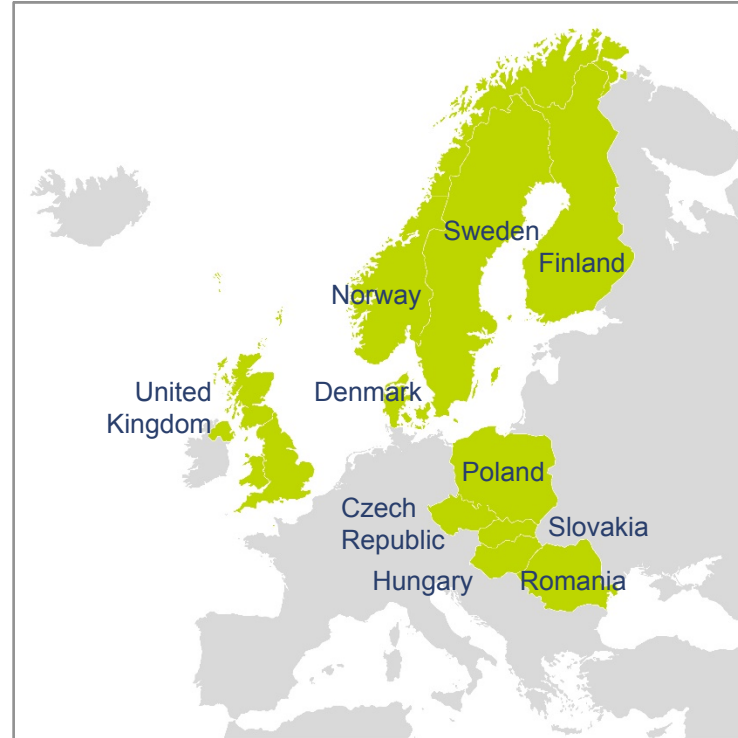 Sweden
Finland
Norway
United
Kingdom
Denmark
Poland
Czech
Republic
Slovakia
Hungary
Romania